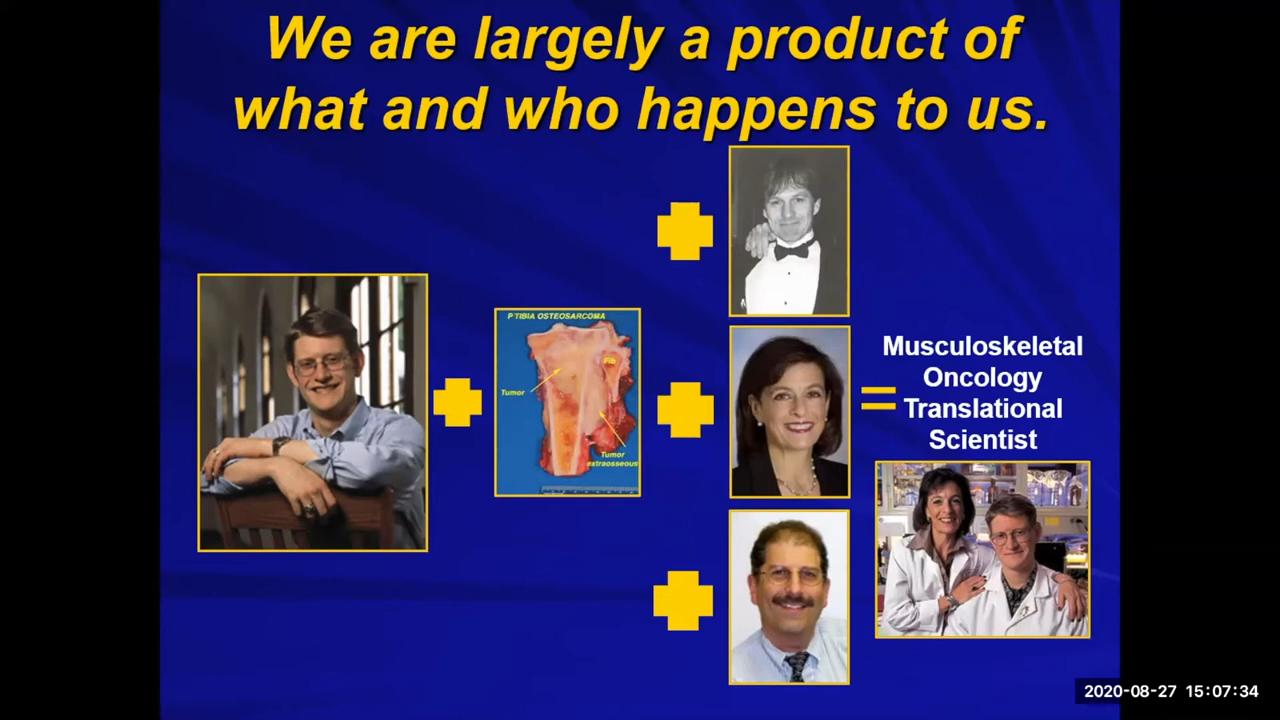 We are largely a product of
what and who happens to us.
P'TIBIA OSTEOSARCOMA
Fib
Tumor
Tumor
extraosseous
Musculoskeletal
Oncology
Translational
Scientist
2020-08-27 15:07:34